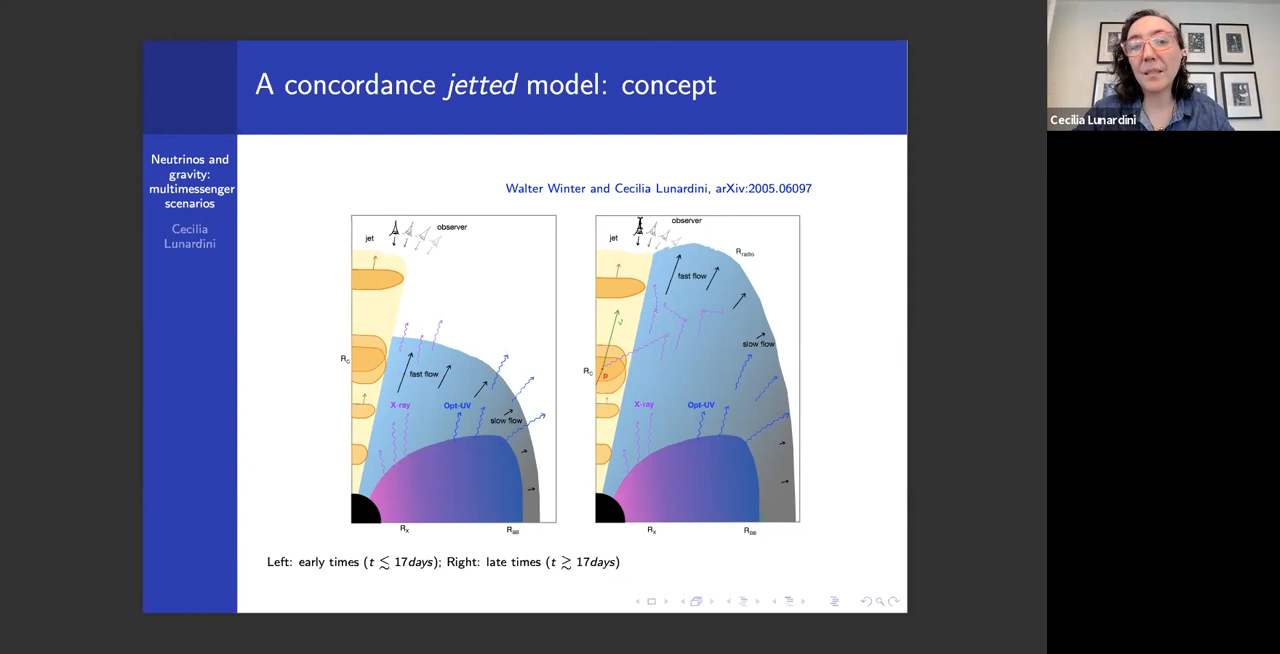 A concordance jetted model: concept
Neutrinos and
gravity:
multimessenger
scenarios
Cecilia
Lunardini
Walter Winter and Cecilia Lunardini, arXiv:2005.06097
observer
jet
R_C
fast flow
X-ray
Opt-UV
slow flow
R_X
R_BB
observer
jet
R_radio
fast flow
ν
slow flow
R_C
p
X-ray
Opt-UV
R_X
R_BB
Left: early times (t ≲ 17days); Right: late times (t ≳ 17days)
Cecilia Lunardini